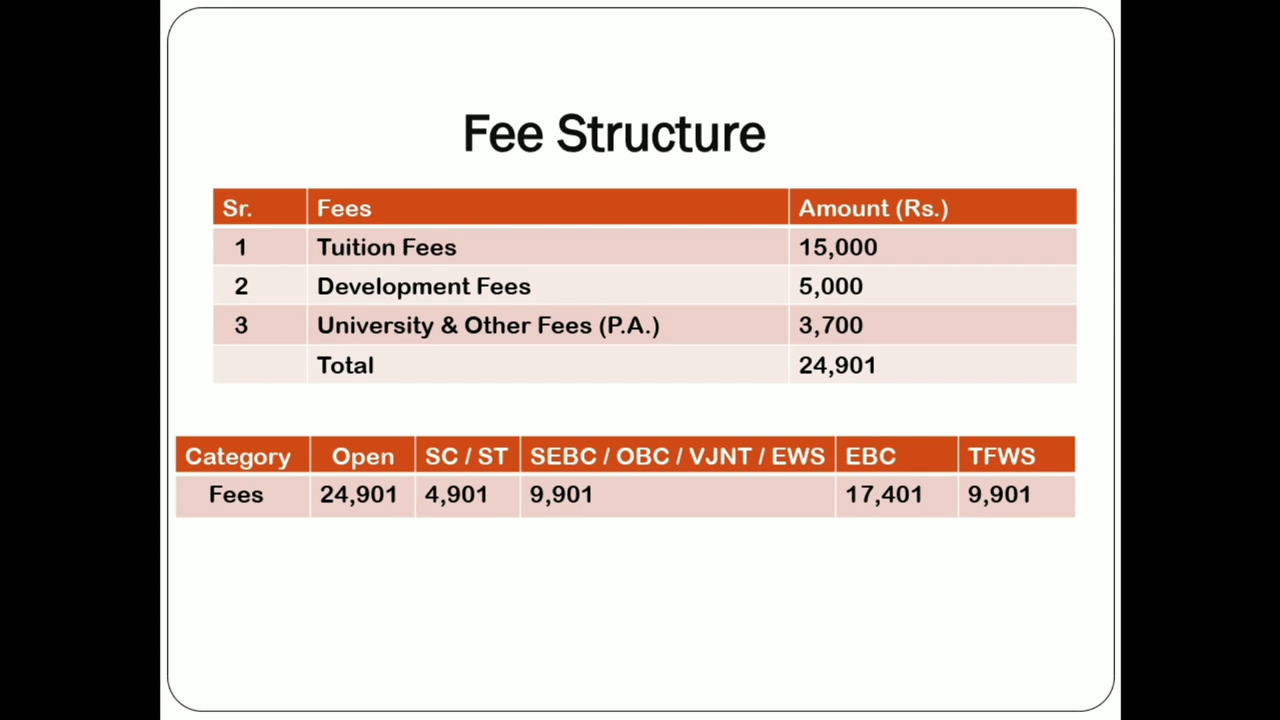 Fee Structure
Sr. Fees Amount (Rs.)
1 Tuition Fees 15,000
2 Development Fees 5,000
3 University & Other Fees (P.A.) 3,700
Total 24,901
Category Open SC / ST SEBC / OBC / VJNT / EWS EBC TFWS
Fees 24,901 4,901 9,901 17,401 9,901